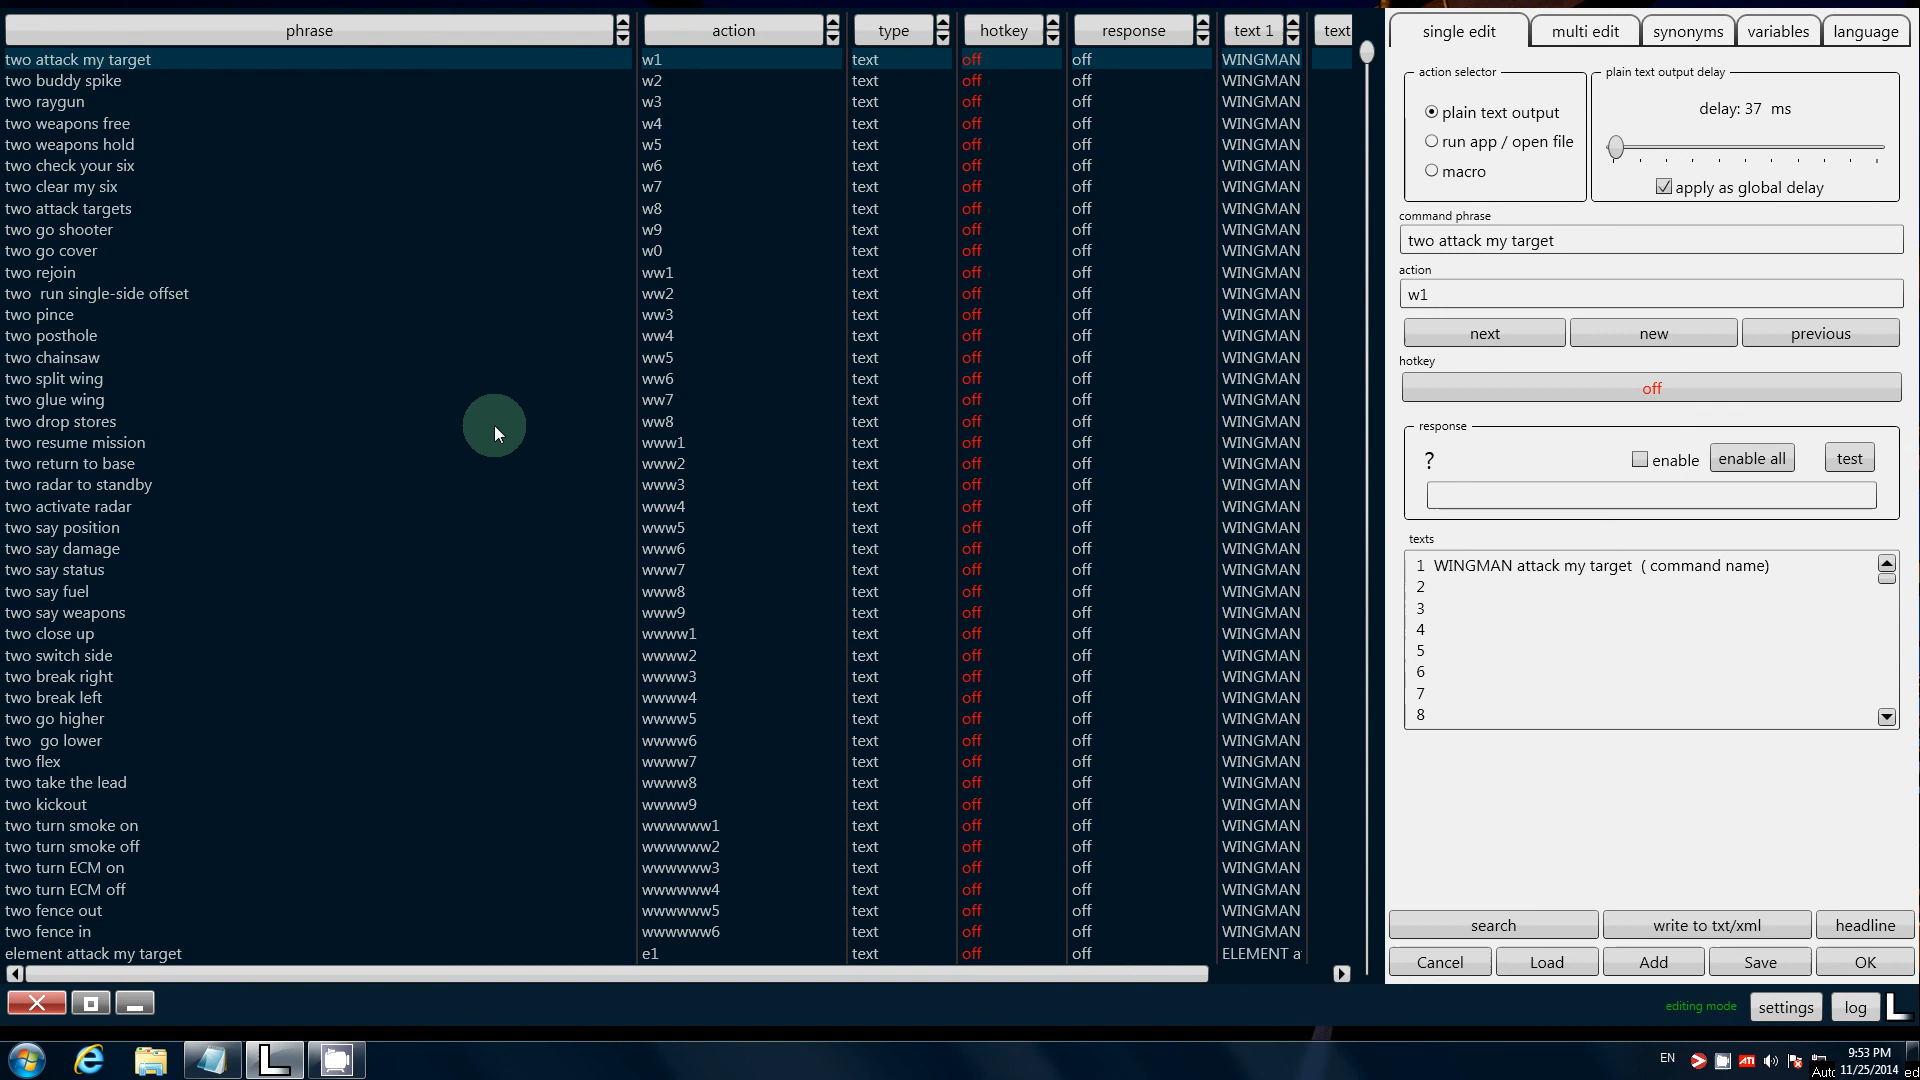 phrase action type hotkey response text 1 text
two attack my target w1 text off off WINGMAN
two buddy spike w2 text off off WINGMAN
two raygun w3 text off off WINGMAN
two weapons free w4 text off off WINGMAN
two weapons hold w5 text off off WINGMAN
two check your six w6 text off off WINGMAN
two clear my six w7 text off off WINGMAN
two attack targets w8 text off off WINGMAN
two go shooter w9 text off off WINGMAN
two go cover w0 text off off WINGMAN
two rejoin ww1 text off off WINGMAN
two  run single-side offset ww2 text off off WINGMAN
two pince ww3 text off off WINGMAN
two posthole ww4 text off off WINGMAN
two chainsaw ww5 text off off WINGMAN
two split wing ww6 text off off WINGMAN
two glue wing ww7 text off off WINGMAN
two drop stores ww8 text off off WINGMAN
two resume mission www1 text off off WINGMAN
two return to base www2 text off off WINGMAN
two radar to standby www3 text off off WINGMAN
two activate radar www4 text off off WINGMAN
two say position www5 text off off WINGMAN
two say damage www6 text off off WINGMAN
two say status www7 text off off WINGMAN
two say fuel www8 text off off WINGMAN
two say weapons www9 text off off WINGMAN
two close up wwww1 text off off WINGMAN
two switch side wwww2 text off off WINGMAN
two break right wwww3 text off off WINGMAN
two break left wwww4 text off off WINGMAN
two go higher wwww5 text off off WINGMAN
two  go lower wwww6 text off off WINGMAN
two flex wwww7 text off off WINGMAN
two take the lead wwww8 text off off WINGMAN
two kickout wwww9 text off off WINGMAN
two turn smoke on wwwwww1 text off off WINGMAN
two turn smoke off wwwwww2 text off off WINGMAN
two turn ECM on wwwwww3 text off off WINGMAN
two turn ECM off wwwwww4 text off off WINGMAN
two fence out wwwwww5 text off off WINGMAN
two fence in wwwwww6 text off off WINGMAN
element attack my target e1 text off off ELEMENT a
single edit multi edit synonyms variables language
action selector
plain text output
run app / open file
macro
plain text output delay
delay: 37 ms
apply as global delay
command phrase
two attack my target
action
w1
next new previous
hotkey
off
response
? enable enable all test
texts
1 WINGMAN attack my target ( command name)
2
3
4
5
6
7
8
search write to txt/xml headline
Cancel Load Add Save OK
editing mode settings log L
L EN ATI 9:53 PM
11/25/2014